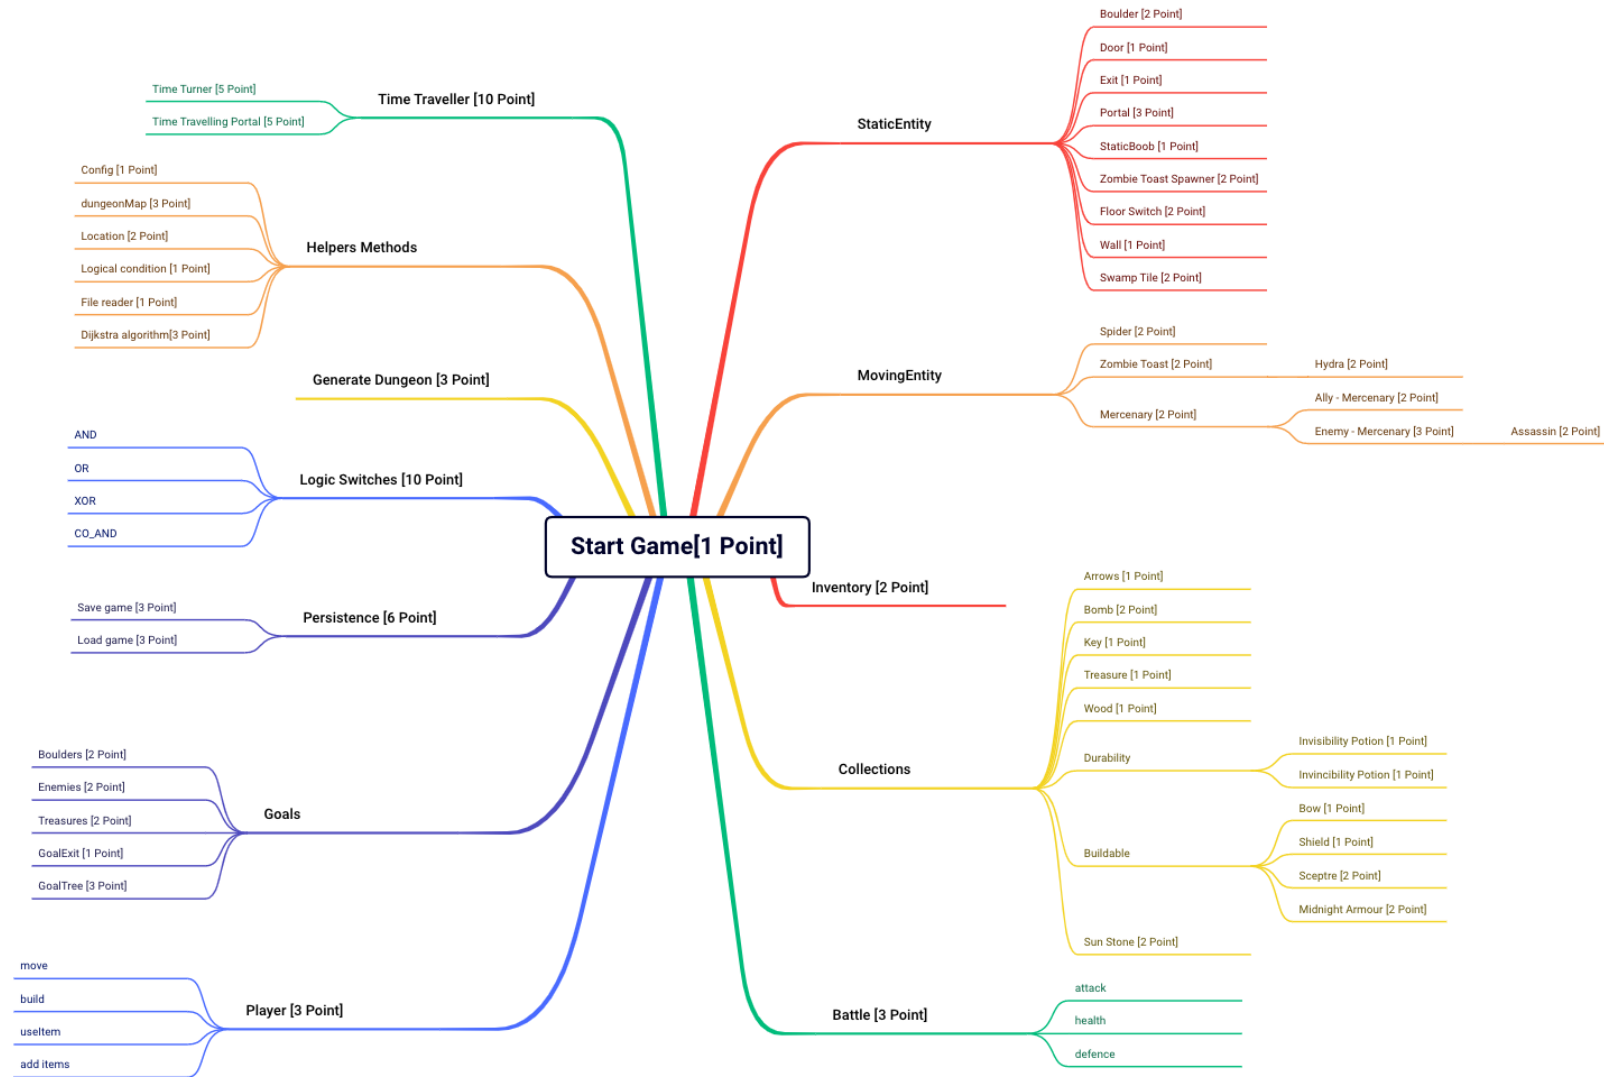 Start Game[1 Point]
Time Traveller [10 Point]
Time Turner [5 Point]
Time Travelling Portal [5 Point]
Helpers Methods
Config [1 Point]
dungeonMap [3 Point]
Location [2 Point]
Logical condition [1 Point]
File reader [1 Point]
Dijkstra algorithm[3 Point]
Generate Dungeon [3 Point]
Logic Switches [10 Point]
AND
OR
XOR
CO_AND
Persistence [6 Point]
Save game [3 Point]
Load game [3 Point]
Goals
Boulders [2 Point]
Enemies [2 Point]
Treasures [2 Point]
GoalExit [1 Point]
GoalTree [3 Point]
Player [3 Point]
move
build
useItem
add items
StaticEntity
Boulder [2 Point]
Door [1 Point]
Exit [1 Point]
Portal [3 Point]
StaticBoob [1 Point]
Zombie Toast Spawner [2 Point]
Floor Switch [2 Point]
Wall [1 Point]
Swamp Tile [2 Point]
MovingEntity
Spider [2 Point]
Zombie Toast [2 Point]
Hydra [2 Point]
Mercenary [2 Point]
Ally - Mercenary [2 Point]
Enemy - Mercenary [3 Point]
Assassin [2 Point]
Inventory [2 Point]
Collections
Arrows [1 Point]
Bomb [2 Point]
Key [1 Point]
Treasure [1 Point]
Wood [1 Point]
Durability
Invisibility Potion [1 Point]
Invincibility Potion [1 Point]
Buildable
Bow [1 Point]
Shield [1 Point]
Sceptre [2 Point]
Midnight Armour [2 Point]
Sun Stone [2 Point]
Battle [3 Point]
attack
health
defence